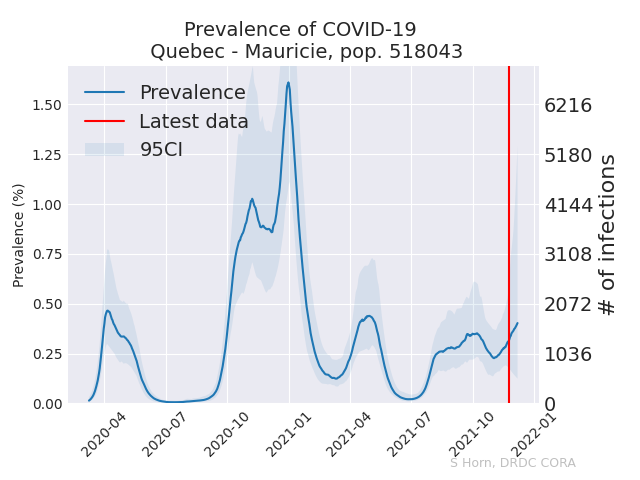 Prevalence of COVID-19
Quebec - Mauricie, pop. 518043
Prevalence
Latest data
95CI
Prevalence (%)
1.50
1.25
1.00
0.75
0.50
0.25
0.00
6216
5180
4144
3108
2072
1036
0
# of infections
2020-04
2020-07
2020-10
2021-01
2021-04
2021-07
2021-10
2022-01
S Horn, DRDC CORA